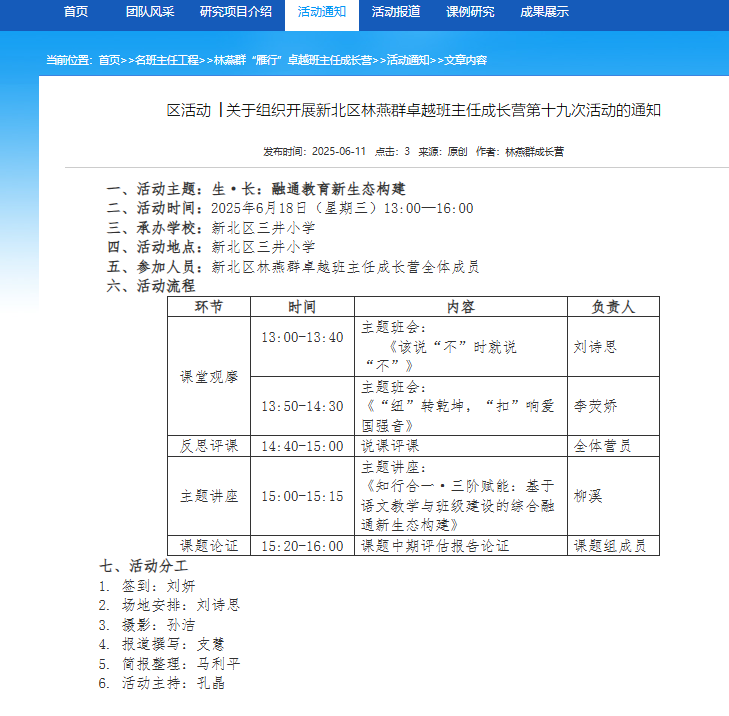 首页 团队风采 研究项目介绍 活动通知 活动报道 课例研究 成果展示
当前位置：首页>>名班主任工程>>林燕群“雁行”卓越班主任成长营>>活动通知>>文章内容
区活动 ┃关于组织开展新北区林燕群卓越班主任成长营第十九次活动的通知
发布时间：2025-06-11 点击：3 来源：原创 作者：林燕群成长营
一、活动主题：生·长：融通教育新生态构建
二、活动时间：2025年6月18日（星期三）13:00—16:00
三、承办学校：新北区三井小学
四、活动地点：新北区三井小学
五、参加人员：新北区林燕群卓越班主任成长营全体成员
六、活动流程
环节 时间 内容 负责人
课堂观摩
13:00-13:40
主题班会：
《该说“不”时就说
“不”》
刘诗思
13:50-14:30
主题班会：
《“纽”转乾坤，“扣”响爱
国强音》
李荧娇
反思评课 14:40-15:00 说课评课 全体营员
主题讲座
15:00-15:15
主题讲座：
《知行合一·三阶赋能：基于
语文教学与班级建设的综合融
通新生态构建》
柳溪
课题论证 15:20-16:00 课题中期评估报告论证 课题组成员
七、活动分工
1. 签到：刘妍
2. 场地安排：刘诗思
3. 摄影：孙洁
4. 报道撰写：支慧
5. 简报整理：马利平
6. 活动主持：孔晶